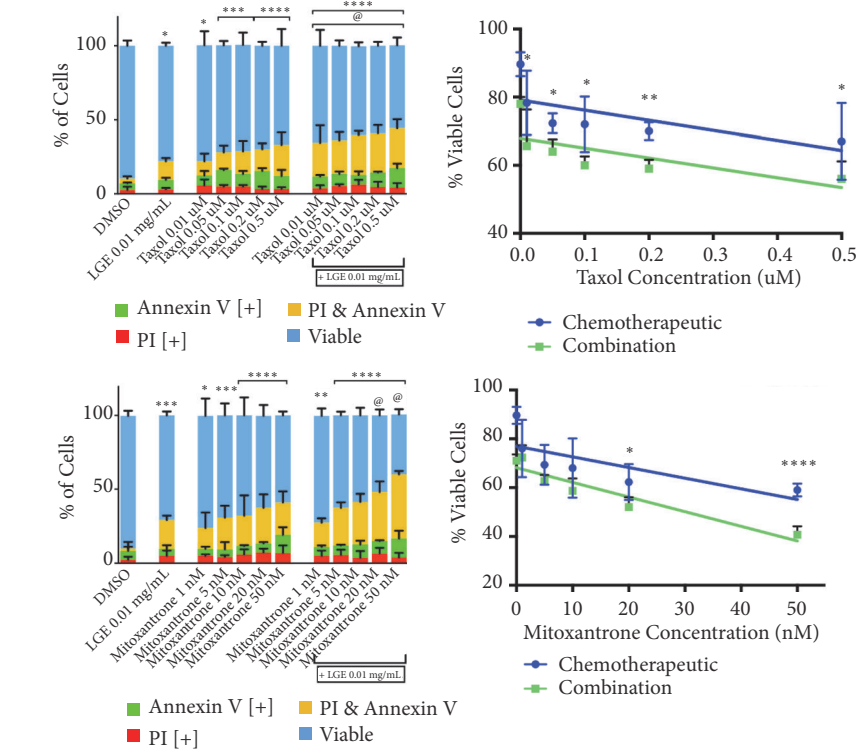 ****
* * *** **** @
100
50
0
% of Cells
DMSO
LGE 0.01 mg/mL
Taxol 0.01 uM
Taxol 0.05 uM
Taxol 0.1 uM
Taxol 0.2 uM
Taxol 0.5 uM
Taxol 0.01 uM
Taxol 0.05 uM
Taxol 0.1 uM
Taxol 0.2 uM
Taxol 0.5 uM
+ LGE 0.01 mg/mL
Annexin V [+]
PI & Annexin V
PI [+]
Viable
100
80
60
40
% Viable Cells
* * * ** *
0.0 0.1 0.2 0.3 0.4 0.5
Taxol Concentration (uM)
Chemotherapeutic
Combination
*** * *** **** ** ****
@ @
100
50
0
% of Cells
DMSO
LGE 0.01 mg/mL
Mitoxantrone 1 nM
Mitoxantrone 5 nM
Mitoxantrone 10 nM
Mitoxantrone 20 nM
Mitoxantrone 50 nM
Mitoxantrone 1 nM
Mitoxantrone 5 nM
Mitoxantrone 10 nM
Mitoxantrone 20 nM
Mitoxantrone 50 nM
+ LGE 0.01 mg/mL
Annexin V [+]
PI & Annexin V
PI [+]
Viable
100
80
60
40
20
% Viable Cells
* ****
0 10 20 30 40 50
Mitoxantrone Concentration (nM)
Chemotherapeutic
Combination